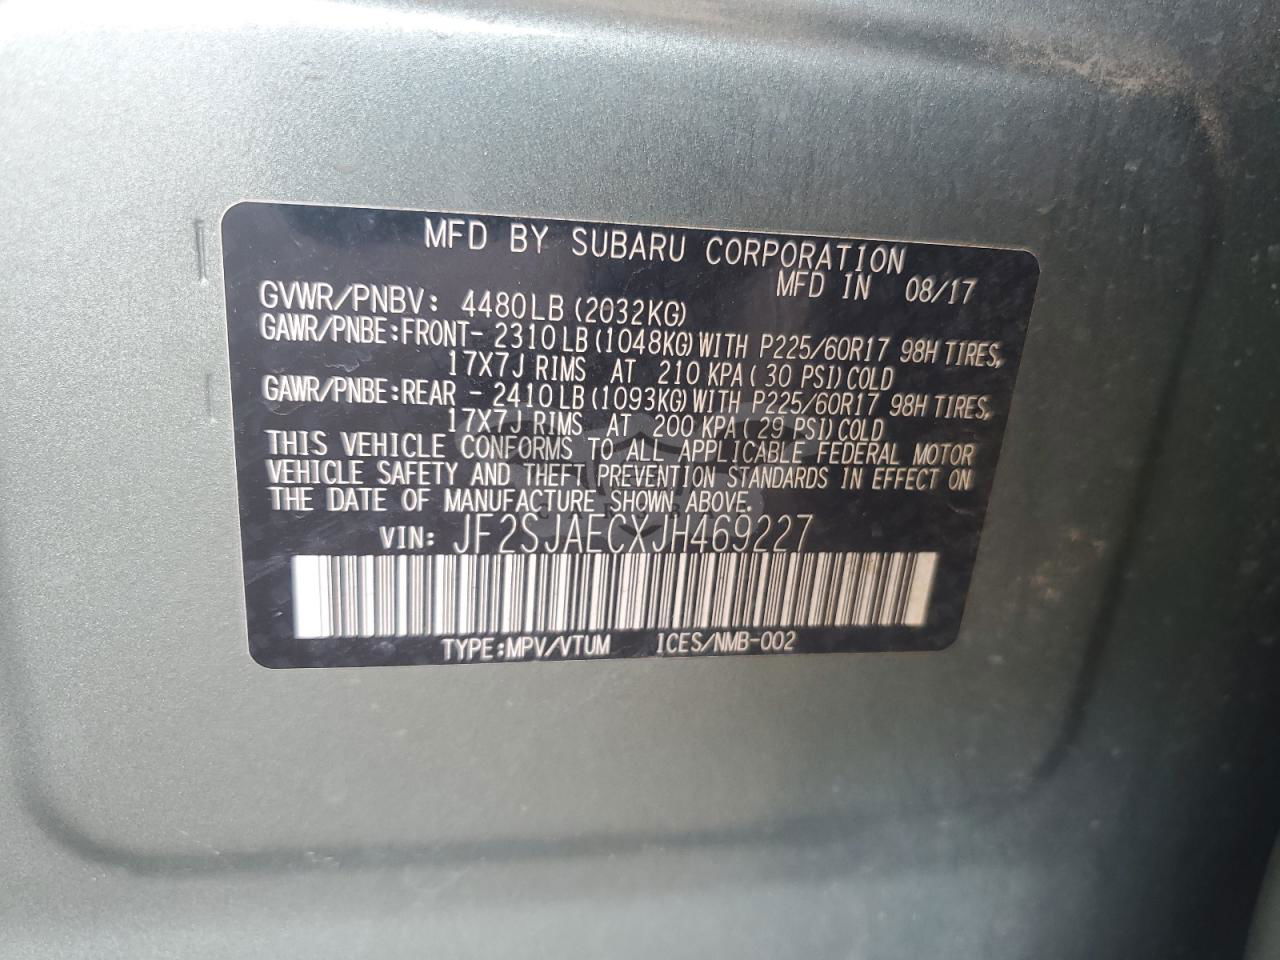 MFD BY SUBARU CORPORATION
MFD IN 08/17
GVWR/PNBV: 4480LB (2032KG)
GAWR/PNBE:FRONT- 2310LB (1048KG) WITH P225/60R17 98H TIRES,
17X7J RIMS AT 210 KPA ( 30 PSI) COLD
GAWR/PNBE:REAR - 2410LB (1093KG) WITH P225/60R17 98H TIRES,
17X7J RIMS AT 200 KPA ( 29 PSI) COLD
THIS VEHICLE CONFORMS TO ALL APPLICABLE FEDERAL MOTOR
VEHICLE SAFETY AND THEFT PREVENTION STANDARDS IN EFFECT ON
THE DATE OF MANUFACTURE SHOWN ABOVE.
VIN: JF2SJAECXJH469227
TYPE:MPV/VTUM ICES/NMB-002